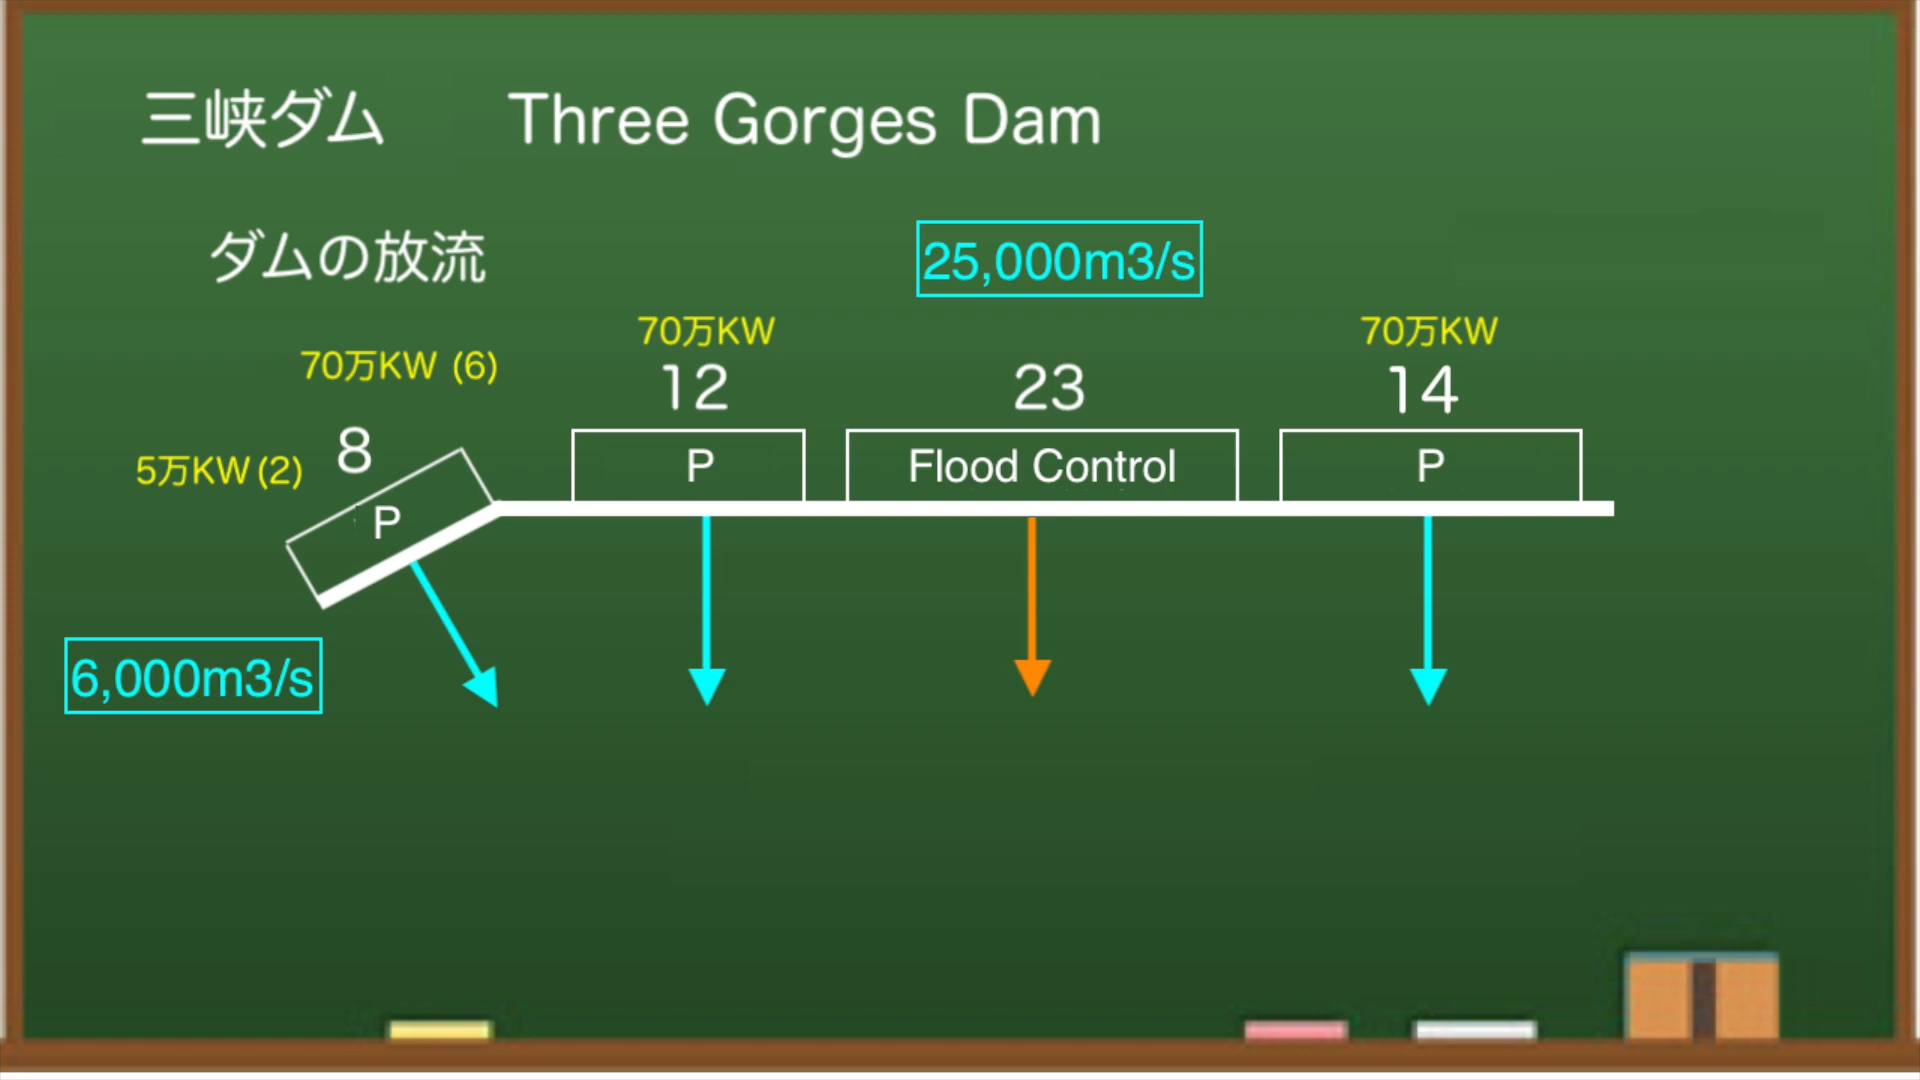 三峡ダム Three Gorges Dam
ダムの放流
25,000m3/s
70万KW (6)
70万KW
70万KW
5万KW(2)
8
12
23
14
P
P
Flood Control
P
6,000m3/s